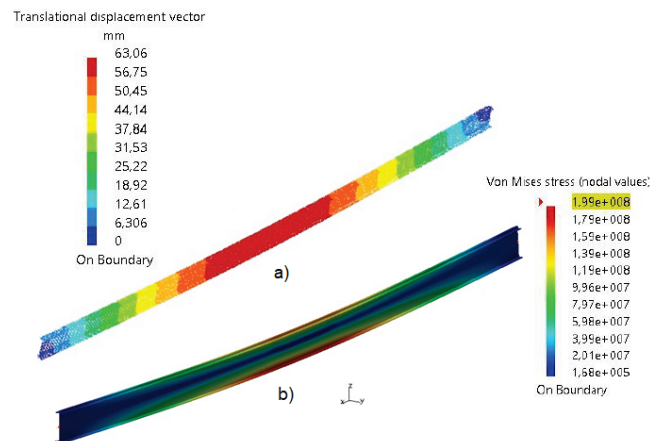 Translational displacement vector
mm
63,06
56,75
50,45
44,14
37,84
31,53
25,22
18,92
12,61
6,306
0
On Boundary
a)
Von Mises stress (nodal values)
1,99e+008
1,79e+008
1,59e+008
1,39e+008
1,19e+008
9,96e+007
7,97e+007
5,98e+007
3,99e+007
2,01e+007
1,68e+005
On Boundary
b)
z
x y